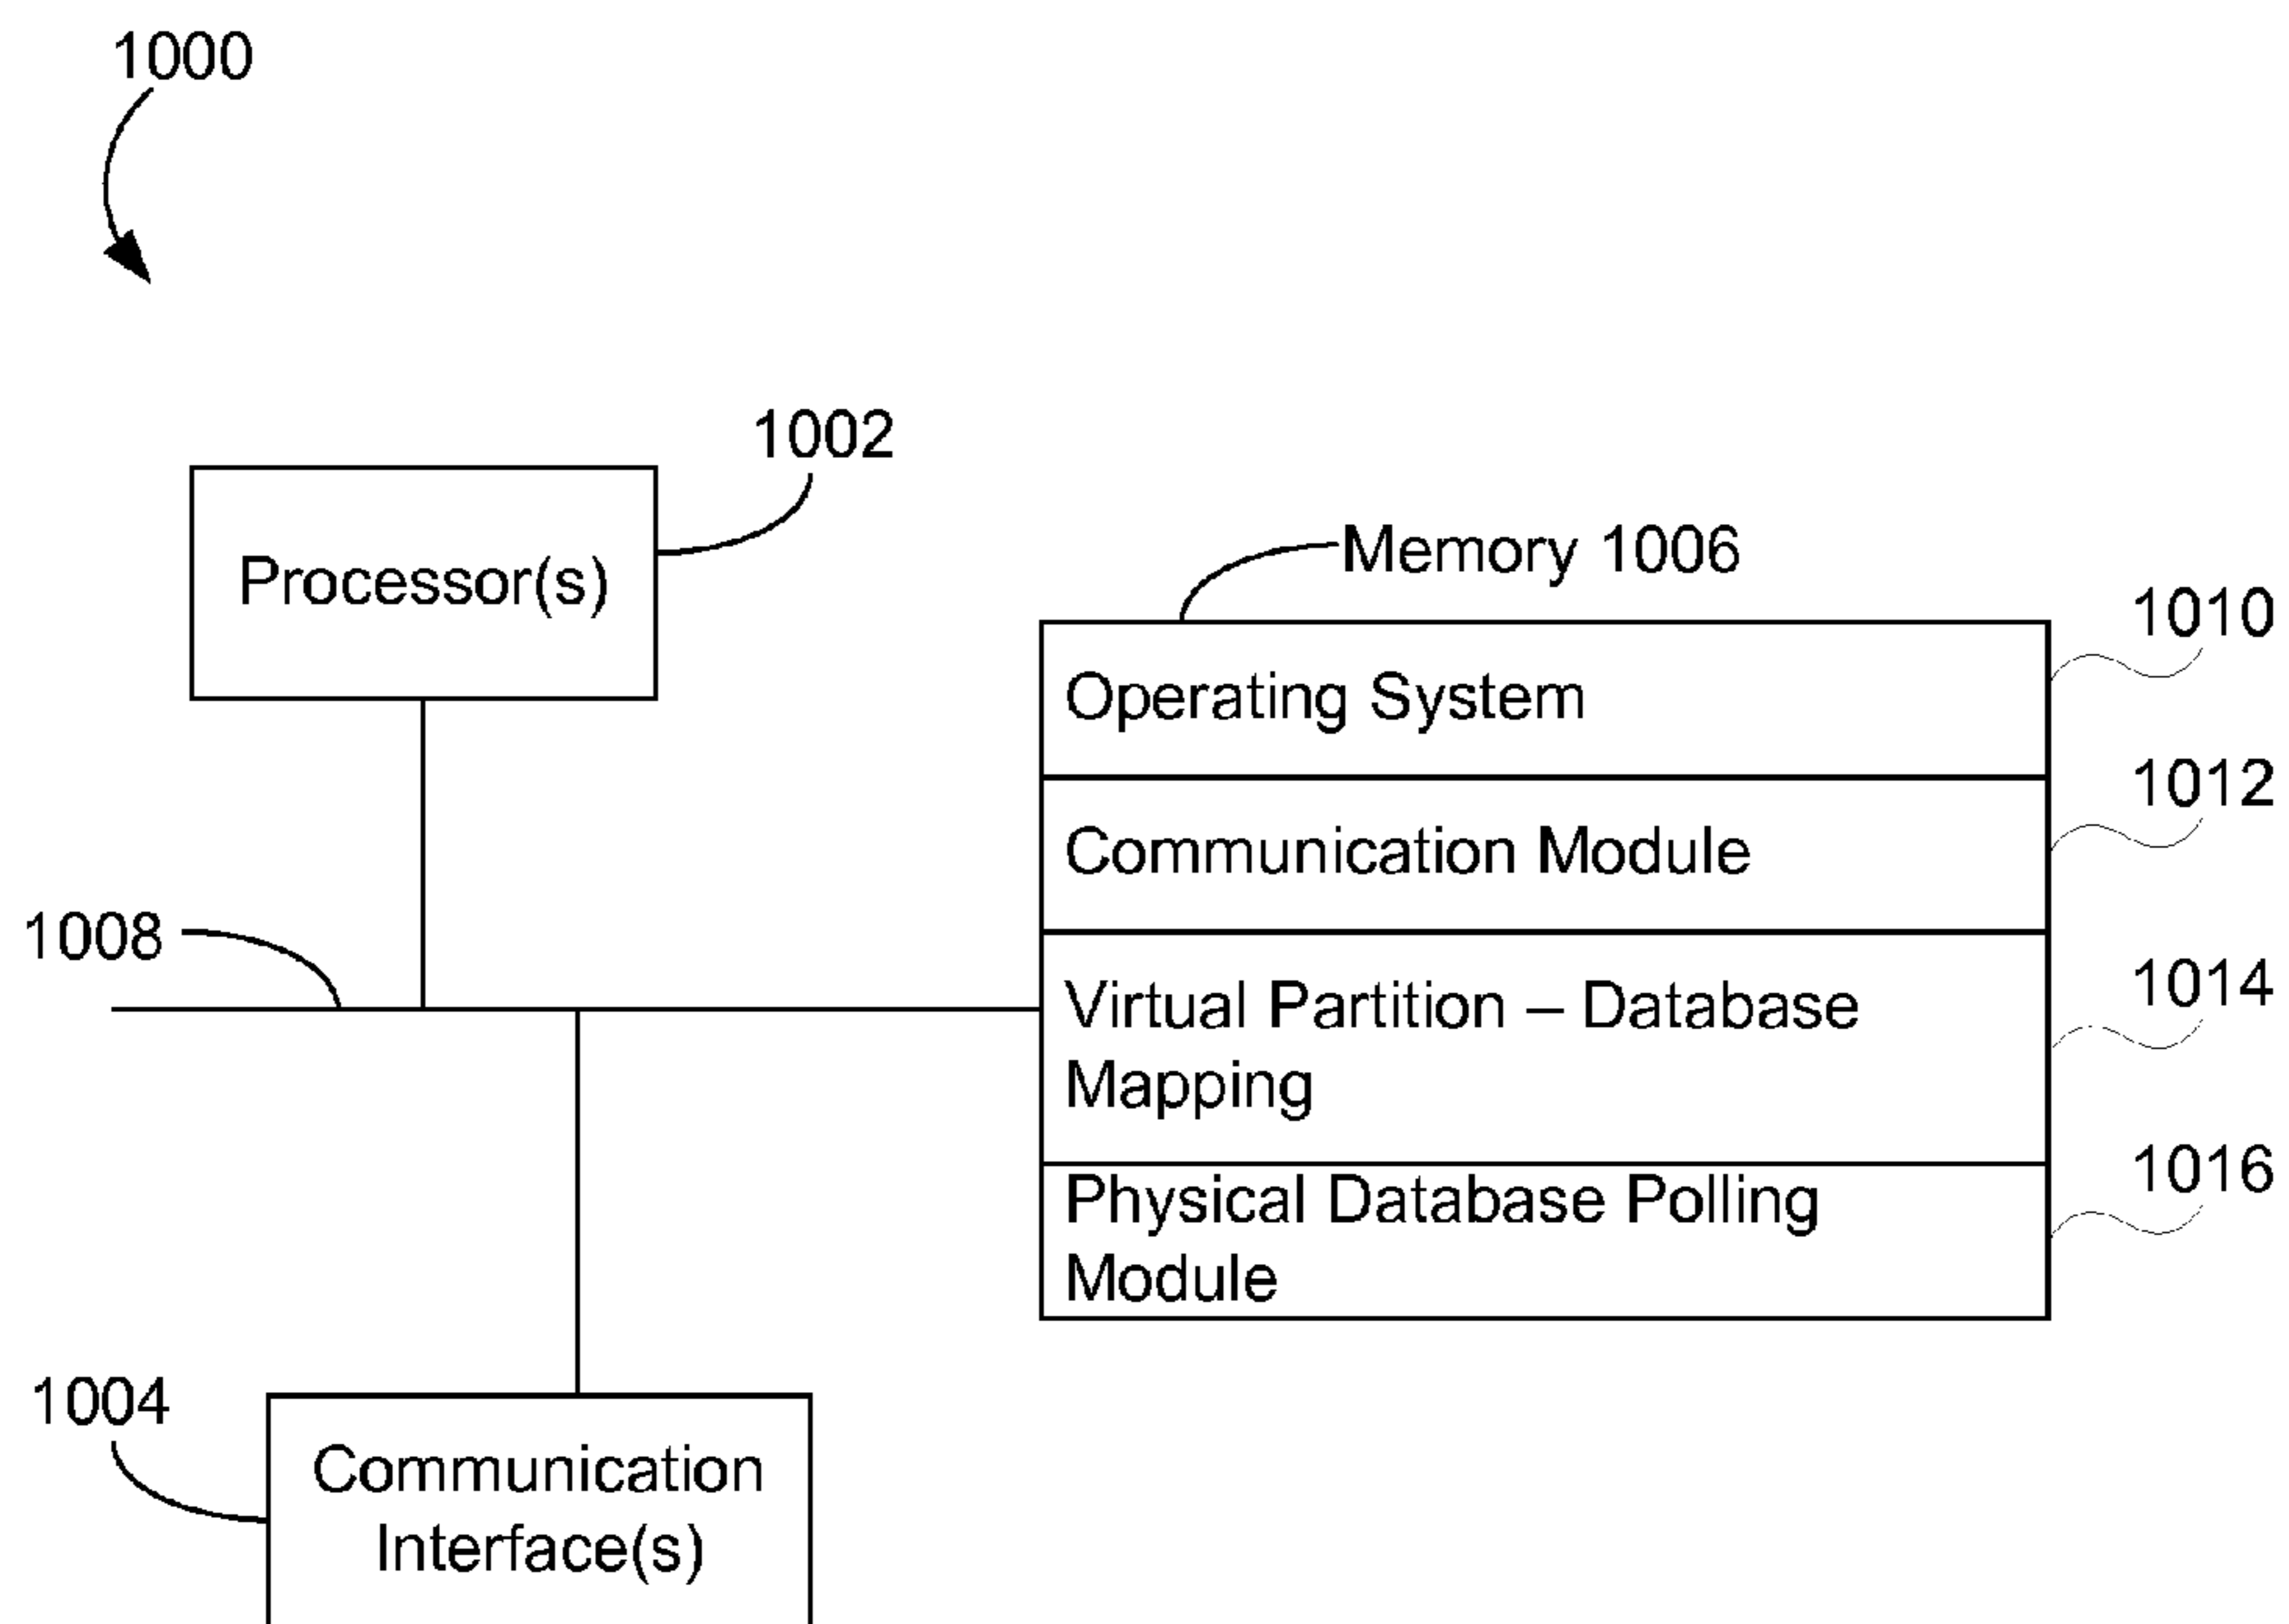 1000
1002
Processor(s)
Memory 1006
1010
Operating System
1012
Communication Module
1008
1014
Virtual Partition – Database
Mapping
1016
Physical Database Polling
Module
1004
Communication
Interface(s)